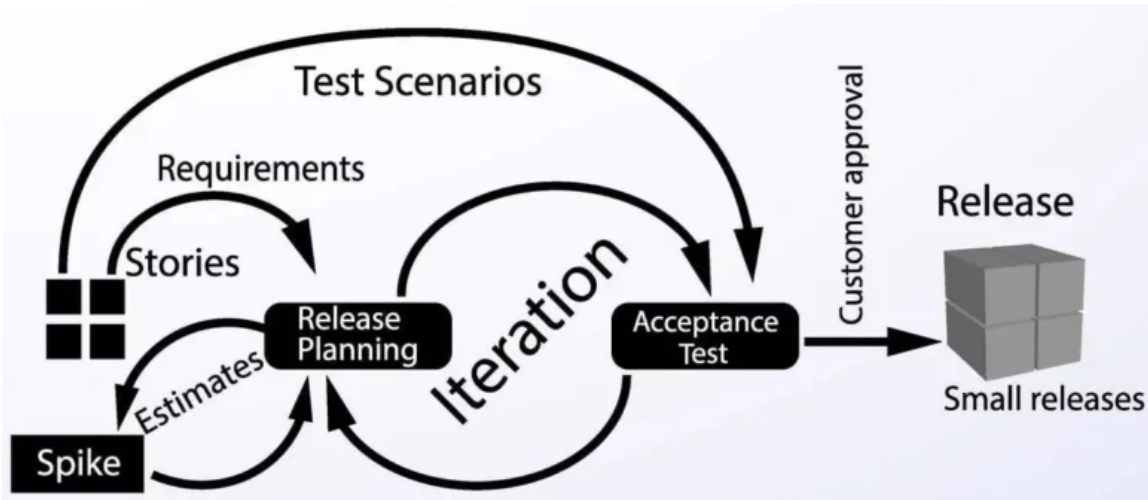 Test Scenarios
Requirements
Stories
Release
Planning
Estimates
Spike
Iteration
Acceptance
Test
Customer approval
Release
Small releases